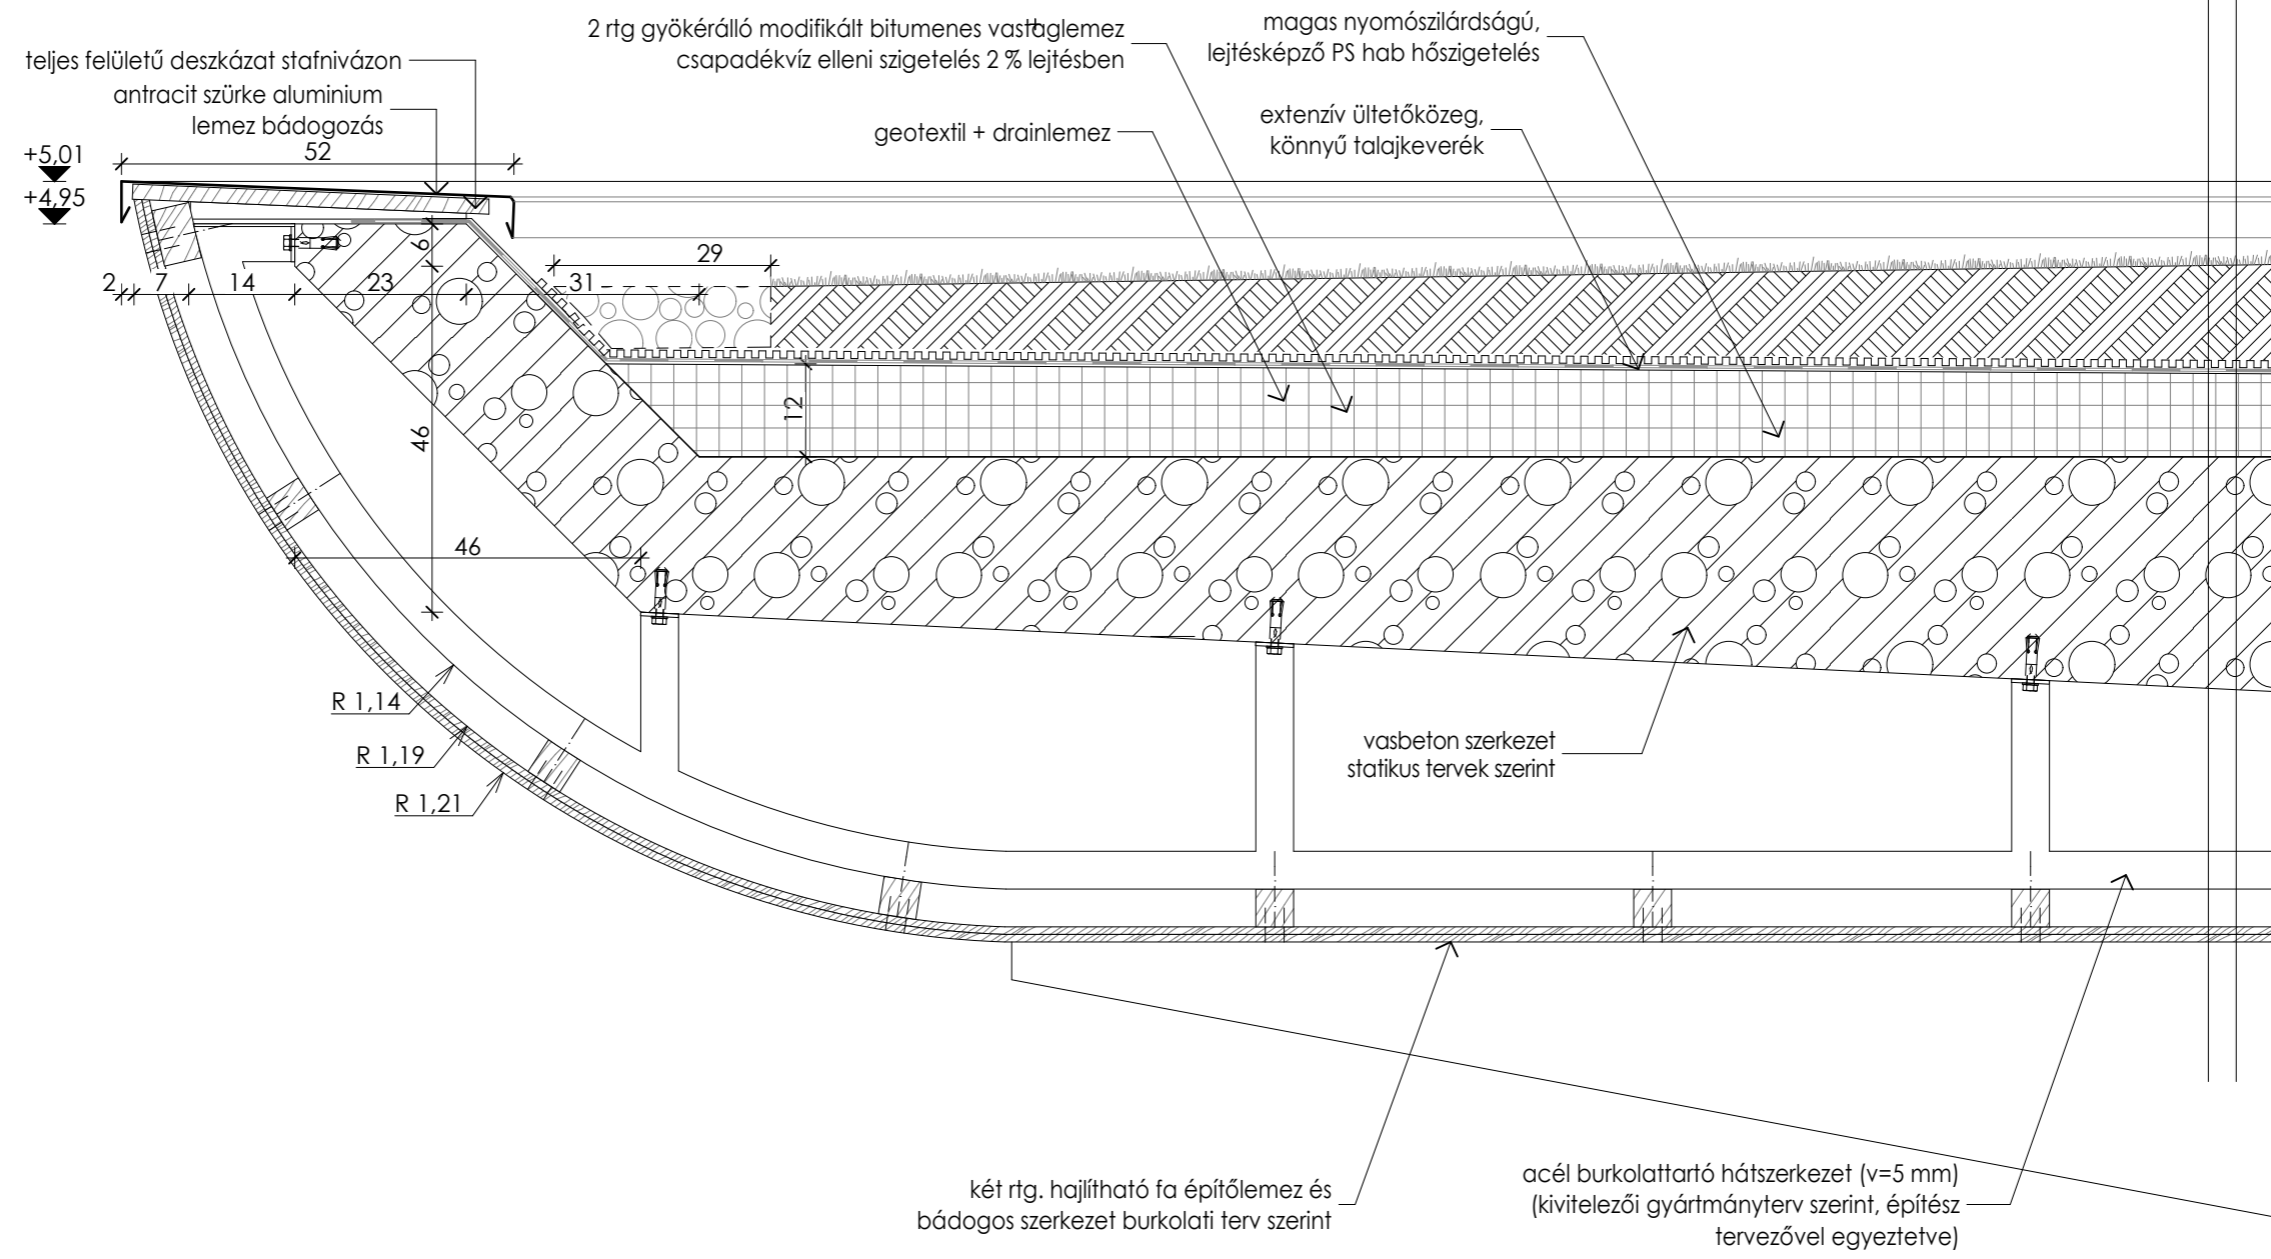 2 rtg gyökérálló modifikált bitumenes vastaglemez
csapadékvíz elleni szigetelés 2 % lejtésben
magas nyomószilárdságú,
lejtésképző PS hab hőszigetelés
teljes felületű deszkázat stafnivázon
antracit szürke aluminium
lemez bádogozás
geotextil + drainlemez
extenzív ültetőközeg,
könnyű talajkeverék
+5,01
52
+4,95
6
29
2
7
14
23
31
12
46
46
R 1,14
R 1,19
R 1,21
vasbeton szerkezet
statikus tervek szerint
két rtg. hajlítható fa építőlemez és
bádogos szerkezet burkolati terv szerint
acél burkolattartó hátszerkezet (v=5 mm)
(kivitelezői gyártmányterv szerint, építész
tervezővel egyeztetve)